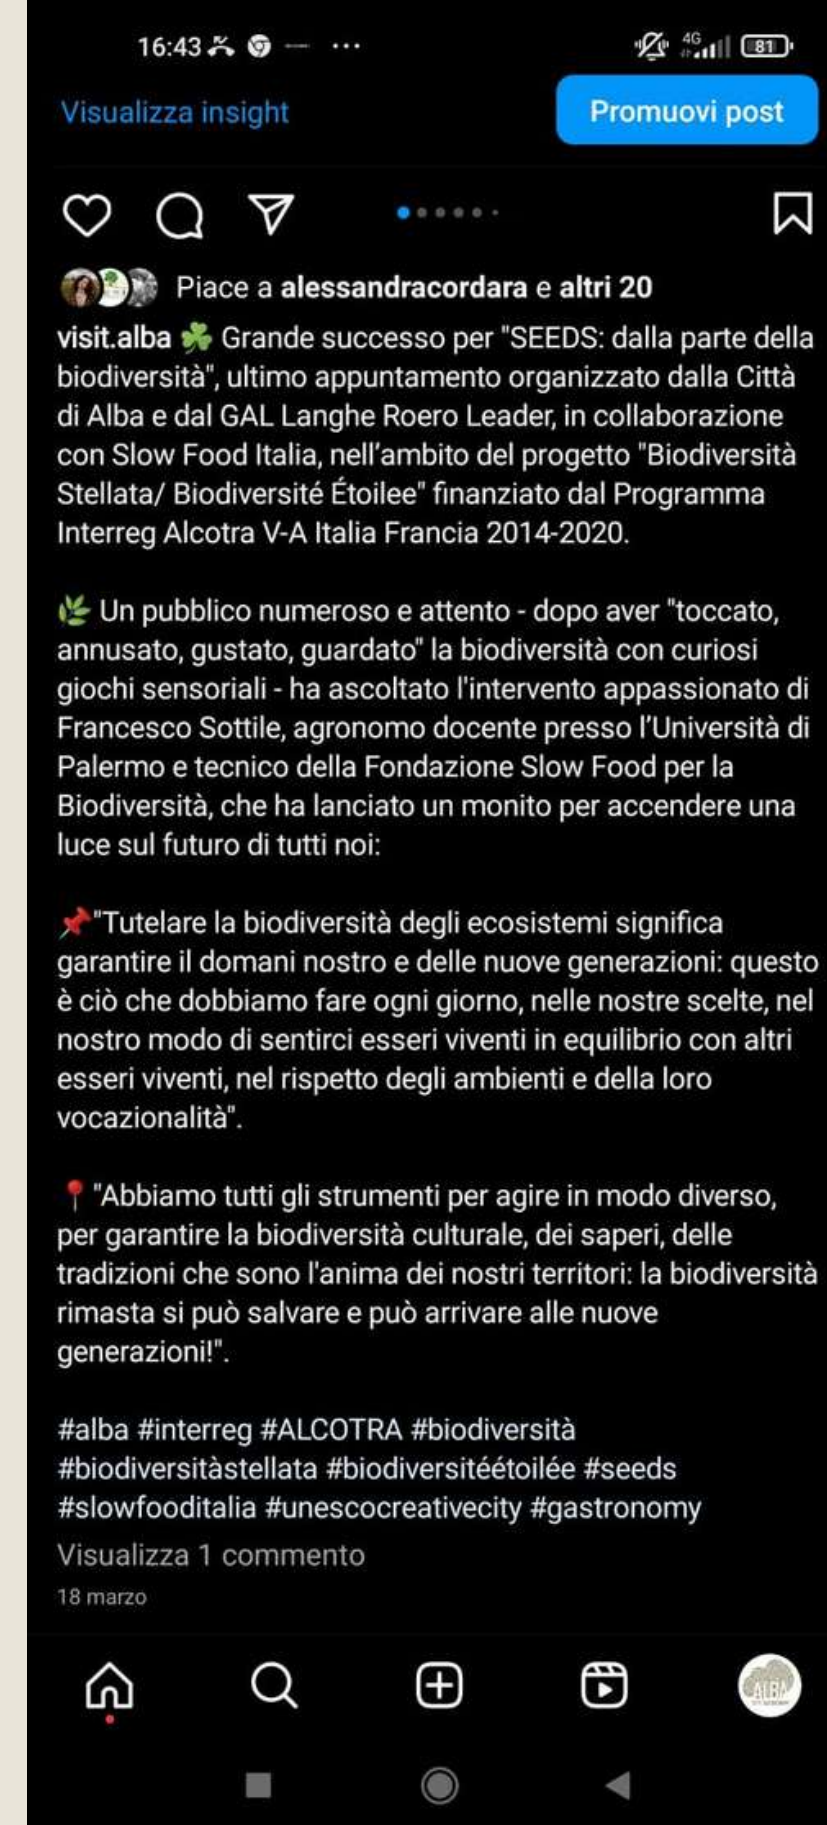 16:43
4G
81
Visualizza insight
Promuovi post
Piace a alessandracordara e altri 20
visit.alba ☘️ Grande successo per "SEEDS: dalla parte della
biodiversità", ultimo appuntamento organizzato dalla Città
di Alba e dal GAL Langhe Roero Leader, in collaborazione
con Slow Food Italia, nell’ambito del progetto "Biodiversità
Stellata/ Biodiversité Étoilee" finanziato dal Programma
Interreg Alcotra V-A Italia Francia 2014-2020.
🌿 Un pubblico numeroso e attento - dopo aver "toccato,
annusato, gustato, guardato" la biodiversità con curiosi
giochi sensoriali - ha ascoltato l'intervento appassionato di
Francesco Sottile, agronomo docente presso l’Università di
Palermo e tecnico della Fondazione Slow Food per la
Biodiversità, che ha lanciato un monito per accendere una
luce sul futuro di tutti noi:
📌"Tutelare la biodiversità degli ecosistemi significa
garantire il domani nostro e delle nuove generazioni: questo
è ciò che dobbiamo fare ogni giorno, nelle nostre scelte, nel
nostro modo di sentirci esseri viventi in equilibrio con altri
esseri viventi, nel rispetto degli ambienti e della loro
vocazionalità".
📍"Abbiamo tutti gli strumenti per agire in modo diverso,
per garantire la biodiversità culturale, dei saperi, delle
tradizioni che sono l'anima dei nostri territori: la biodiversità
rimasta si può salvare e può arrivare alle nuove
generazioni!".
#alba #interreg #ALCOTRA #biodiversità
#biodiversitàstellata #biodiversitéétoilée #seeds
#slowfooditalia #unescocreativecity #gastronomy
Visualizza 1 commento
18 marzo
ALBA